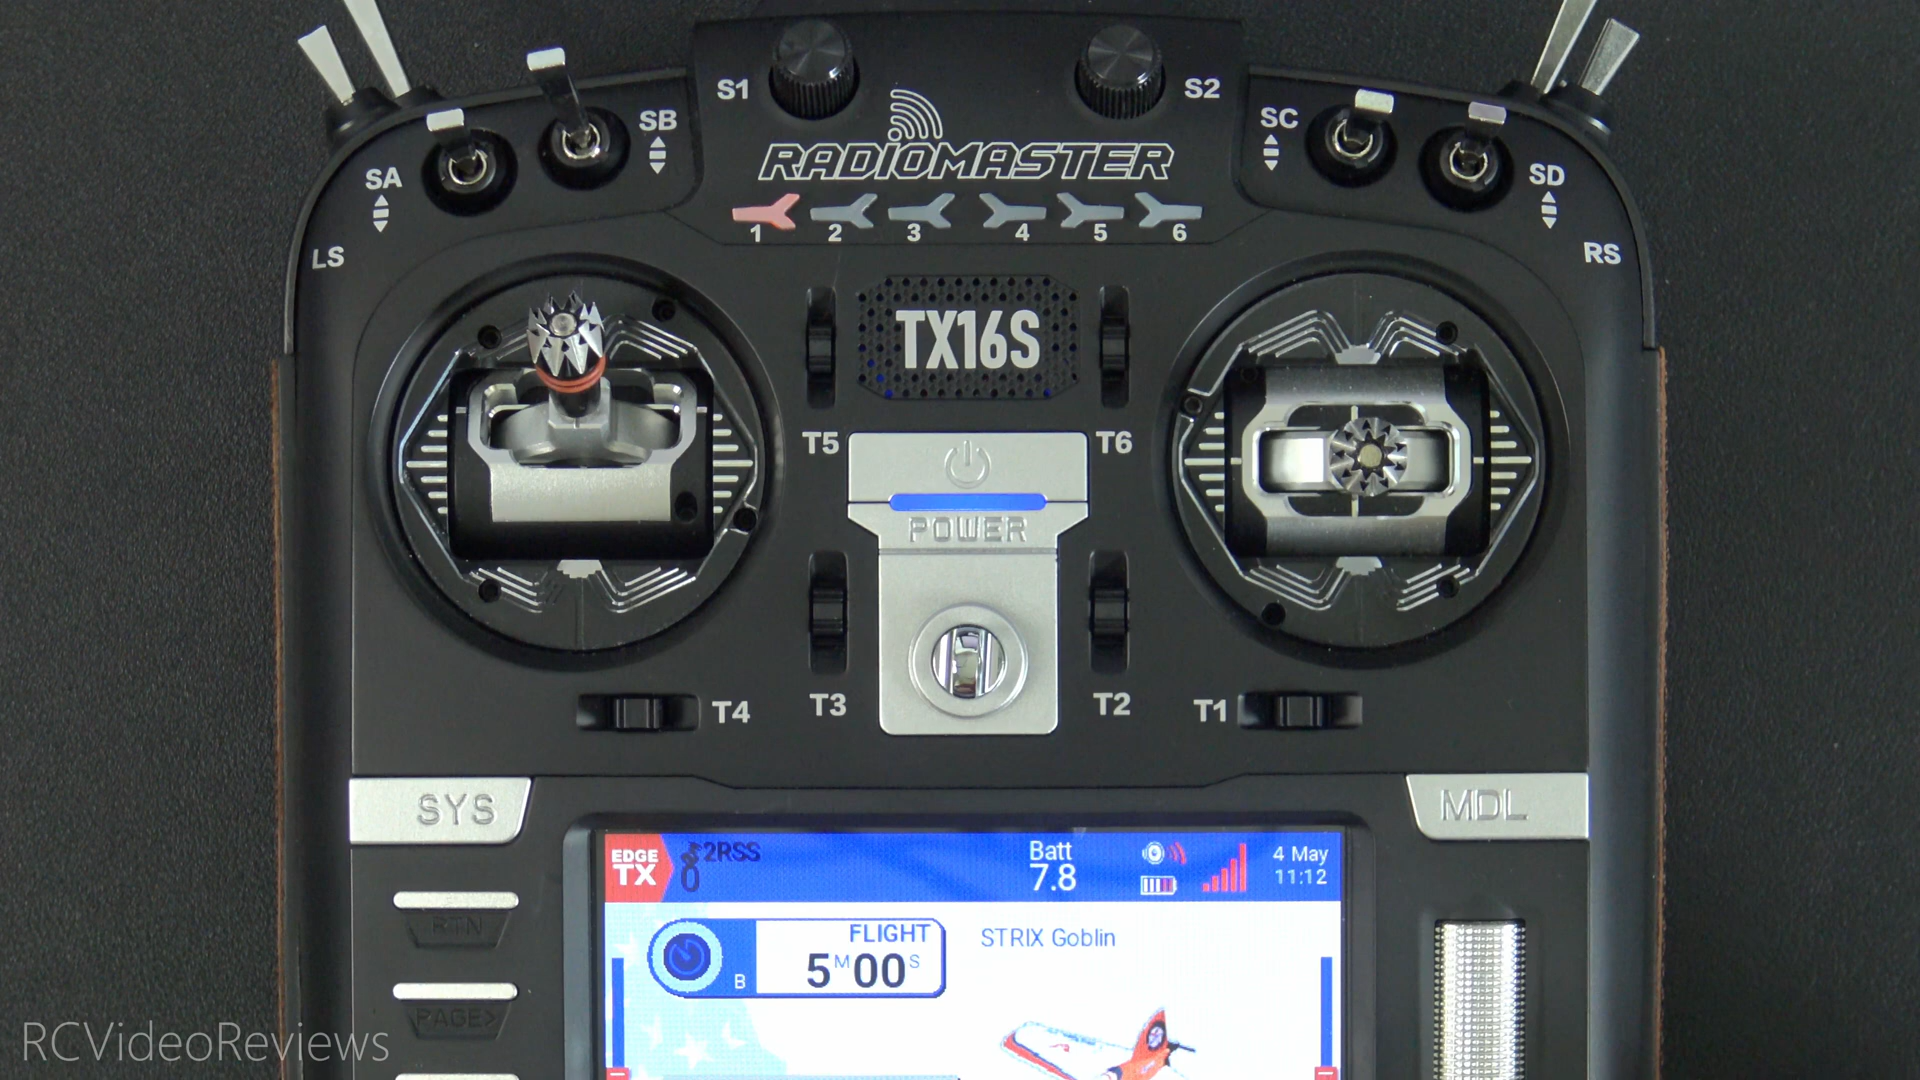 S1
S2
SB
SC
SA
SD
RADIOMASTER
1 2 3 4 5 6
LS
RS
TX16S
T5
T6
POWER
T4
T3
T2
T1
SYS
MDL
EDGE
TX
2RSS
0
Batt
7.8
4 May
11:12
RTN
FLIGHT
5M00S
B
STRIX Goblin
PAGE>
RCVideoReviews